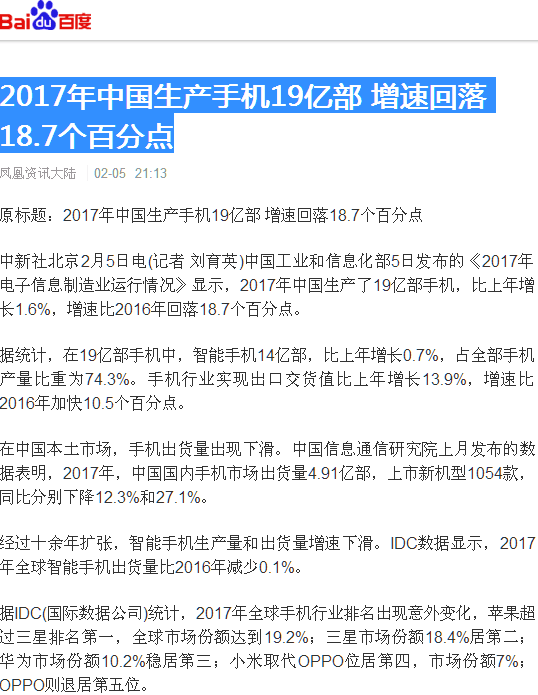 Bai du 百度
2017年中国生产手机19亿部 增速回落
18.7个百分点
凤凰资讯大陆 02-05 21:13
原标题：2017年中国生产手机19亿部 增速回落18.7个百分点
中新社北京2月5日电(记者 刘育英)中国工业和信息化部5日发布的《2017年
电子信息制造业运行情况》显示，2017年中国生产了19亿部手机，比上年增
长1.6%，增速比2016年回落18.7个百分点。
据统计，在19亿部手机中，智能手机14亿部，比上年增长0.7%，占全部手机
产量比重为74.3%。手机行业实现出口交货值比上年增长13.9%，增速比
2016年加快10.5个百分点。
在中国本土市场，手机出货量出现下滑。中国信息通信研究院上月发布的数
据表明，2017年，中国国内手机市场出货量4.91亿部，上市新机型1054款，
同比分别下降12.3%和27.1%。
经过十余年扩张，智能手机生产量和出货量增速下滑。IDC数据显示，2017
年全球智能手机出货量比2016年减少0.1%。
据IDC(国际数据公司)统计，2017年全球手机行业排名出现意外变化，苹果超
过三星排名第一，全球市场份额达到19.2%；三星市场份额18.4%居第二；
华为市场份额10.2%稳居第三；小米取代OPPO位居第四，市场份额7%；
OPPO则退居第五位。